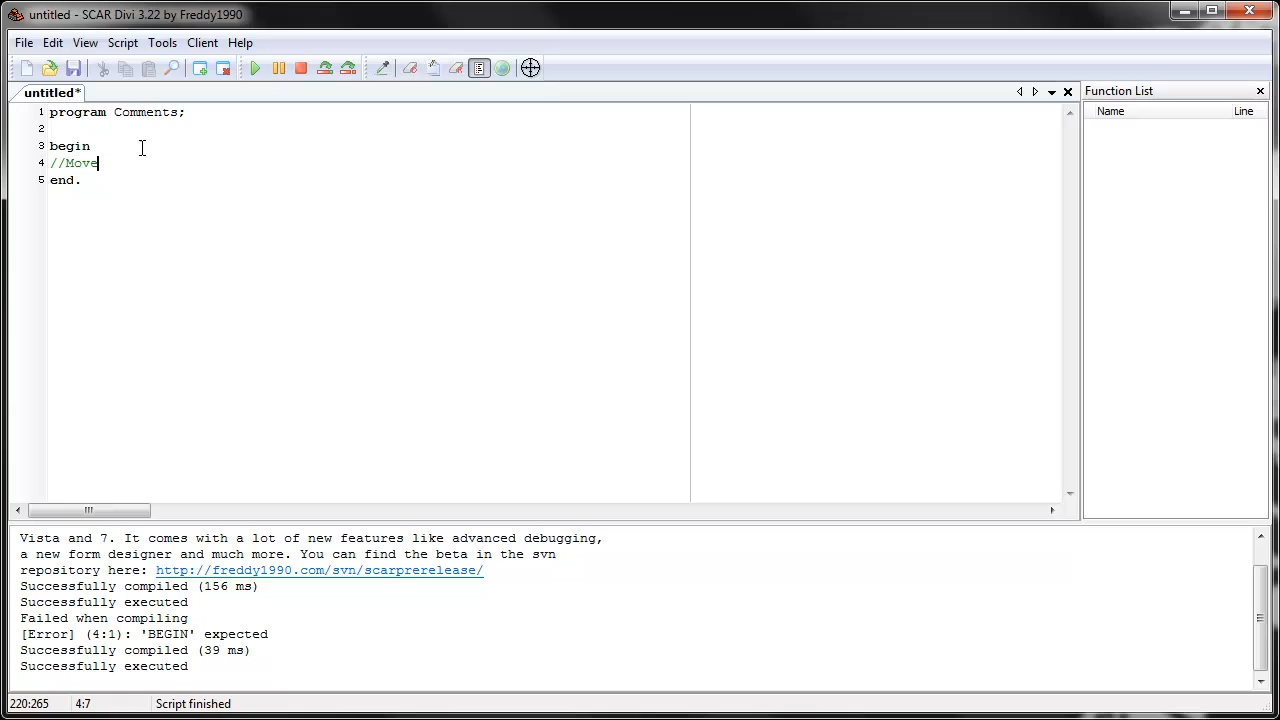 untitled - SCAR Divi 3.22 by Freddy1990
File Edit View Script Tools Client Help
untitled*
Function List
Name Line
1 program Comments;
2
3 begin
4 //Move
5 end.
Vista and 7. It comes with a lot of new features like advanced debugging,
a new form designer and much more. You can find the beta in the svn
repository here: http://freddy1990.com/svn/scarprerelease/
Successfully compiled (156 ms)
Successfully executed
Failed when compiling
[Error] (4:1): 'BEGIN' expected
Successfully compiled (39 ms)
Successfully executed
220:265 4:7 Script finished